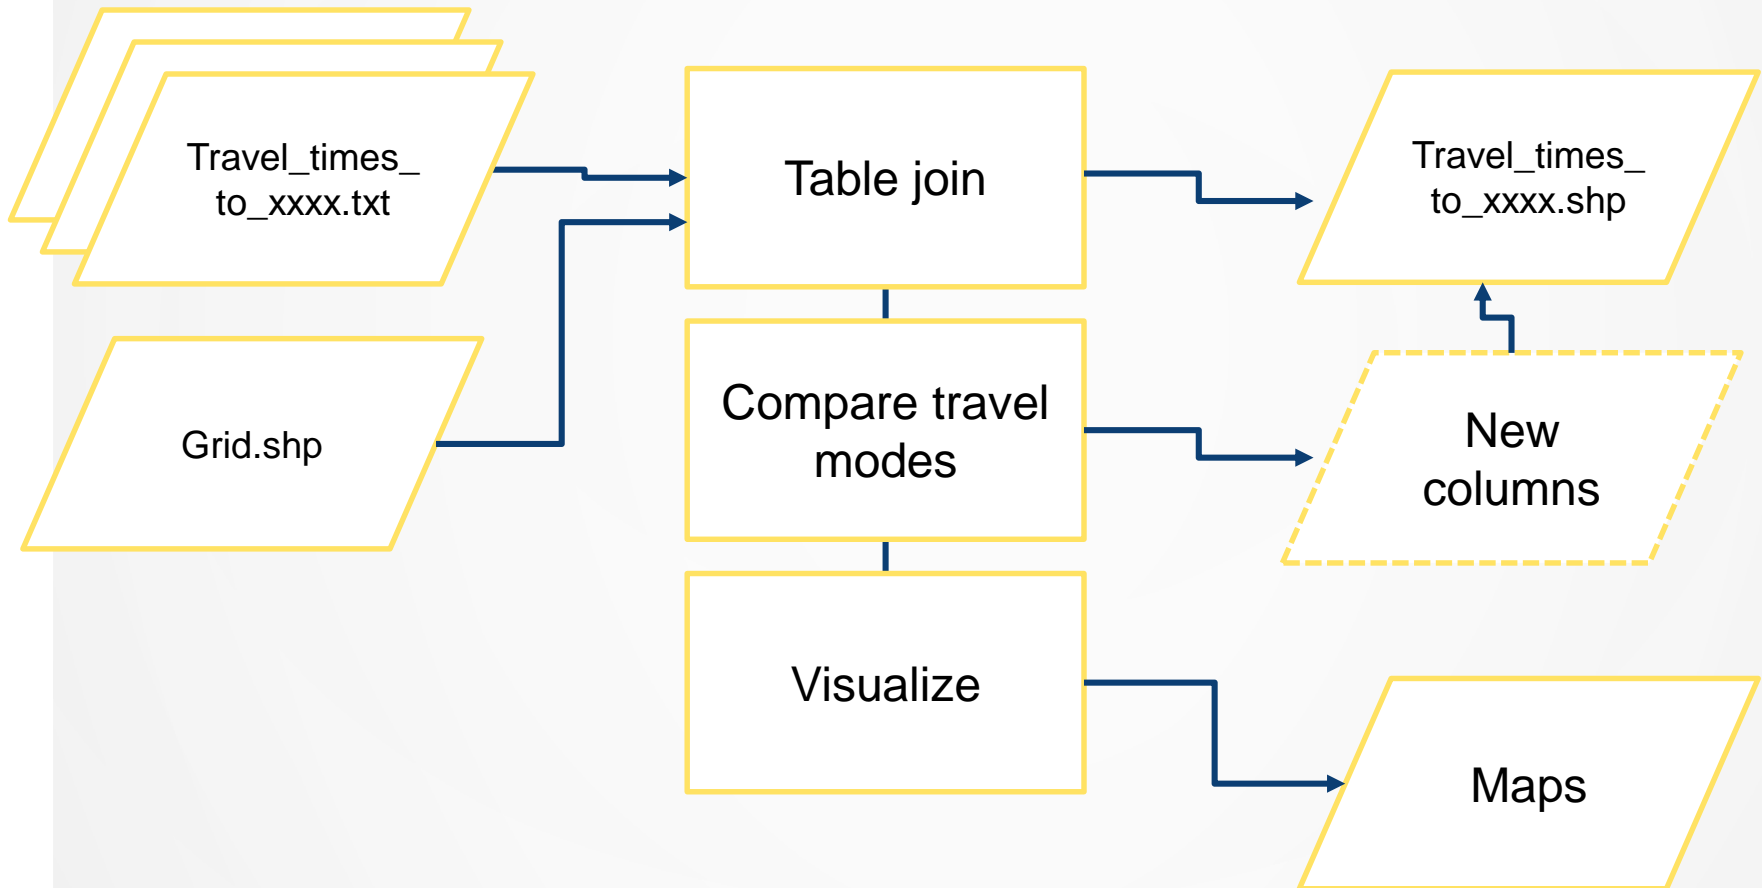 Travel_times_
to_xxxx.txt
Table join
Travel_times_
to_xxxx.shp
Grid.shp
Compare travel
modes
New
columns
Visualize
Maps